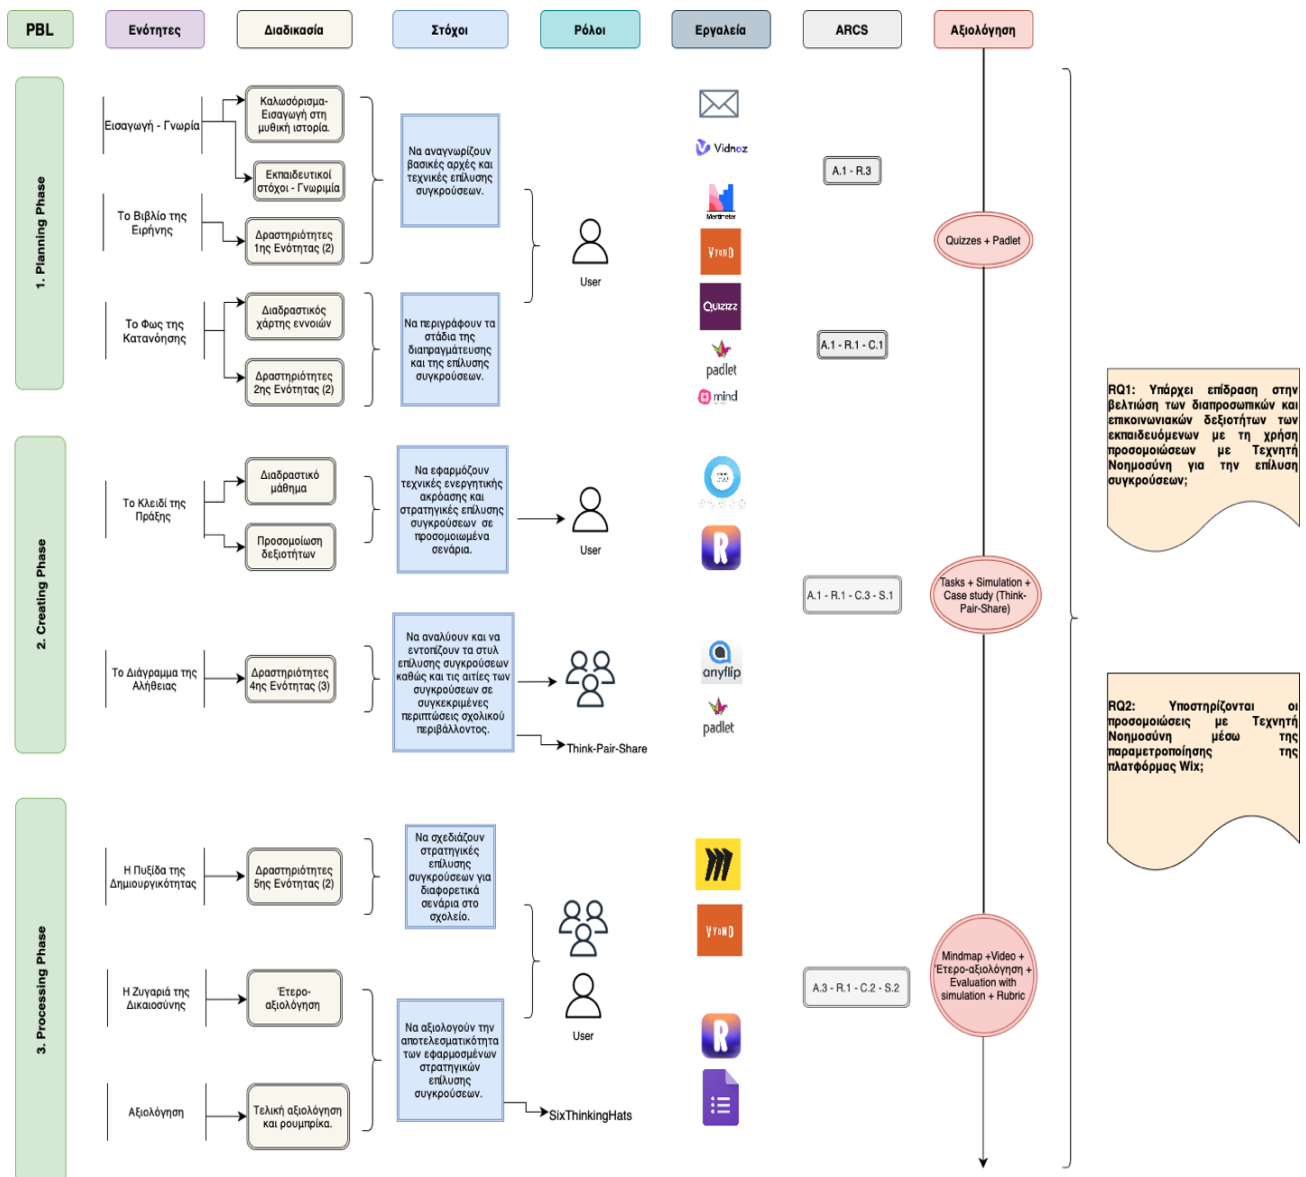 PBL
Ενότητες
Διαδικασία
Στόχοι
Ρόλοι
Εργαλεία
ARCS
Αξιολόγηση
1. Planning Phase
Εισαγωγή - Γνωρία
Καλωσόρισμα-
Εισαγωγή στη
μυθική ιστορία.
Εκπαιδευτικοί
στόχοι - Γνωριμία
Το Βιβλίο της
Ειρήνης
Δραστηριότητες
1ης Ενότητας (2)
Να αναγνωρίζουν
βασικές αρχές και
τεχνικές επίλυσης
συγκρούσεων.
Το Φως της
Κατανόησης
Διαδραστικός
χάρτης εννοιών
Δραστηριότητες
2ης Ενότητας (2)
Να περιγράφουν τα
στάδια της
διαπραγμάτευσης
και της επίλυσης
συγκρούσεων.
User
Vidnoz
Mentimeter
VYOND
QUIZIZZ
padlet
mind
A.1 - R.3
A.1 - R.1 - C.1
Quizzes + Padlet
2. Creating Phase
Το Κλειδί της
Πράξης
Διαδραστικό
μάθημα
Προσομοίωση
δεξιοτήτων
Να εφαρμόζουν
τεχνικές ενεργητικής
ακρόασης και
στρατηγικές επίλυσης
συγκρούσεων σε
προσομοιωμένα
σενάρια.
User
R
Το Διάγραμμα της
Αλήθειας
Δραστηριότητες
4ης Ενότητας (3)
Να αναλύουν και να
εντοπίζουν τα στυλ
επίλυσης συγκρούσεων
καθώς και τις αιτίες των
συγκρούσεων σε
συγκεκριμένες
περιπτώσεις σχολικού
περιβάλλοντος.
Think-Pair-Share
anyflip
padlet
A.1 - R.1 - C.3 - S.1
Tasks + Simulation +
Case study (Think-
Pair-Share)
3. Processing Phase
Η Πυξίδα της
Δημιουργικότητας
Δραστηριότητες
5ης Ενότητας (2)
Να σχεδιάζουν
στρατηγικές
επίλυσης
συγκρούσεων για
διαφορετικά
σενάρια στο
σχολείο.
Η Ζυγαριά της
Δικαιοσύνης
Έτερο-
αξιολόγηση
Αξιολόγηση
Τελική αξιολόγηση
και ρουμπρίκα.
Να αξιολογούν την
αποτελεσματικότητα
των εφαρμοσμένων
στρατηγικών
επίλυσης
συγκρούσεων.
User
SixThinkingHats
VYOND
R
A.3 - R.1 - C.2 - S.2
Mindmap +Video +
Έτερο-αξιολόγηση +
Evaluation with
simulation + Rubric
RQ1: Υπάρχει επίδραση στην
βελτίωση των διαπροσωπικών και
επικοινωνιακών δεξιοτήτων των
εκπαιδευόμενων με τη χρήση
προσομοιώσεων με Τεχνητή
Νοημοσύνη για την επίλυση
συγκρούσεων;
RQ2: Υποστηρίζονται οι
προσομοιώσεις με Τεχνητή
Νοημοσύνη μέσω της
παραμετροποίησης της
πλατφόρμας Wix;